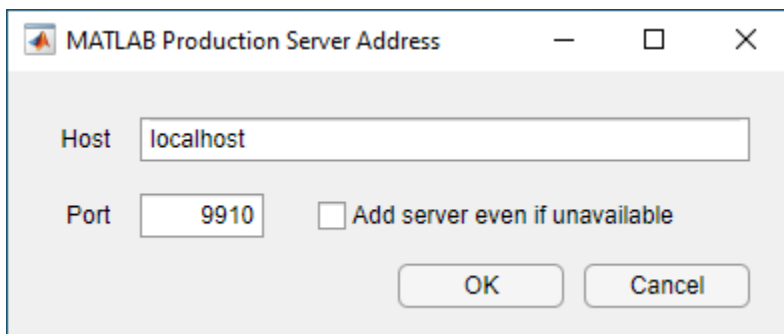 MATLAB Production Server Address
Host localhost
Port 9910 Add server even if unavailable
OK Cancel